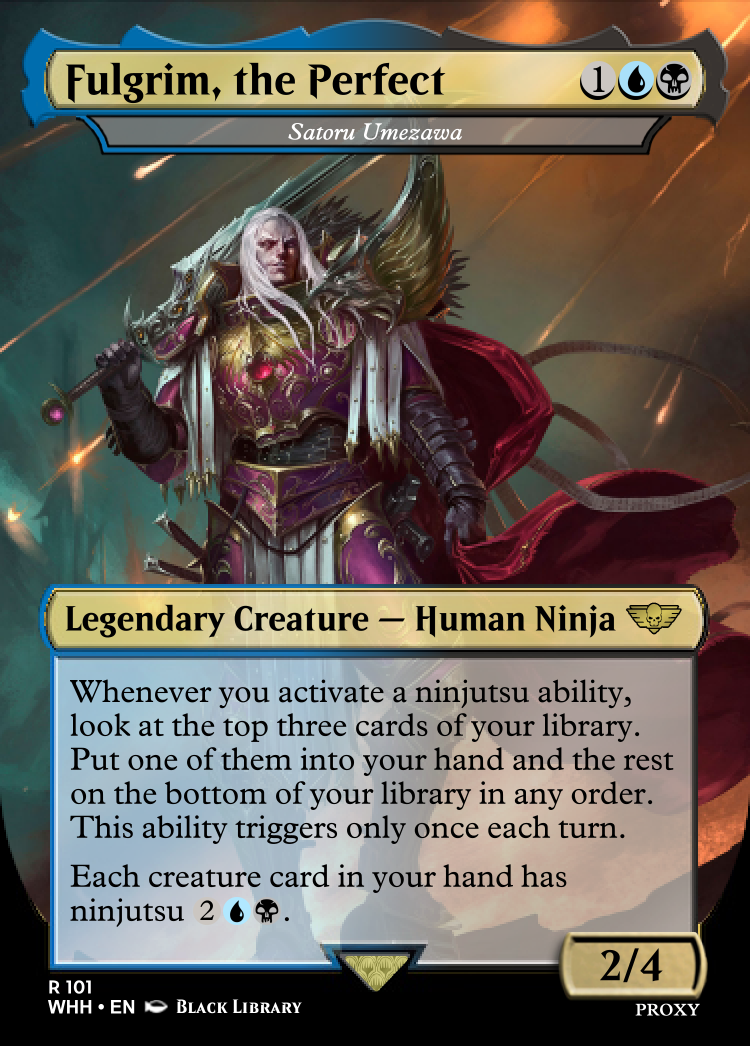 Fulgrim, the Perfect 1
Satoru Umezawa
Legendary Creature — Human Ninja
Whenever you activate a ninjutsu ability,
look at the top three cards of your library.
Put one of them into your hand and the rest
on the bottom of your library in any order.
This ability triggers only once each turn.
Each creature card in your hand has
ninjutsu 2 .
2/4
R 101
WHH • EN BLACK LIBRARY
PROXY